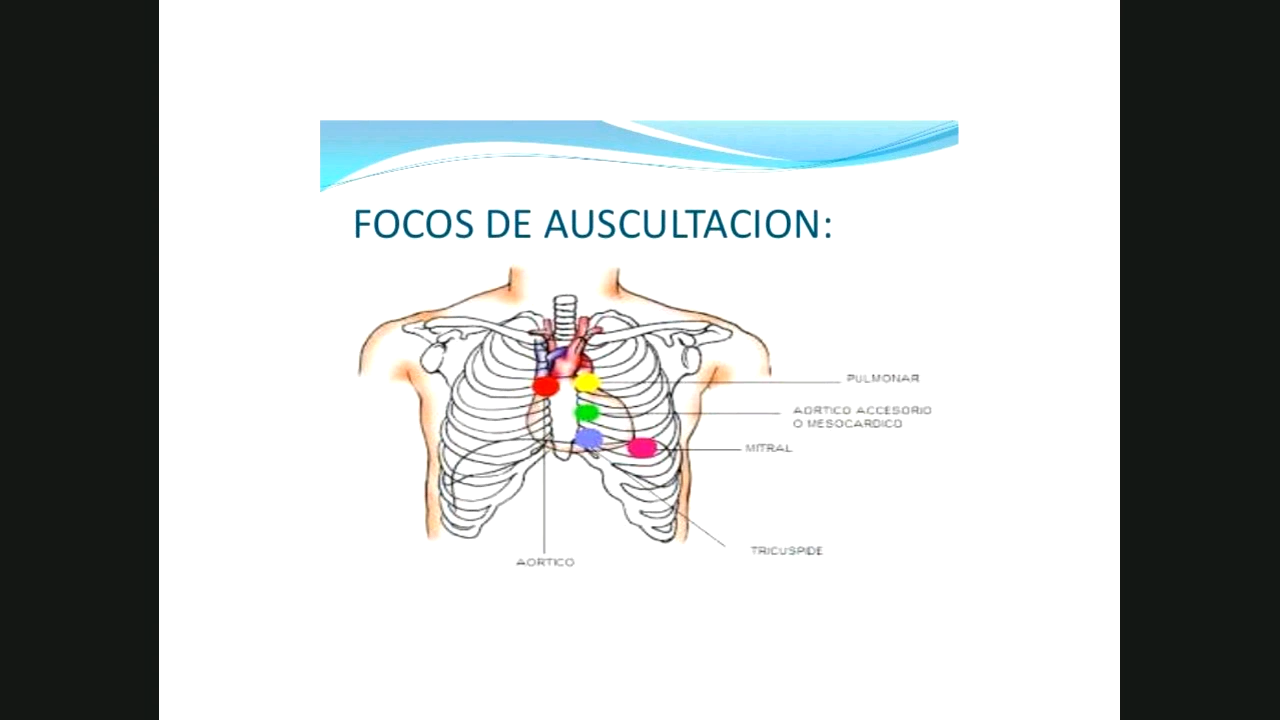 FOCOS DE AUSCULTACION:
PULMONAR
AORTICO ACCESORIO
O MESOCARDICO
MITRAL
TRICUSPIDE
AORTICO